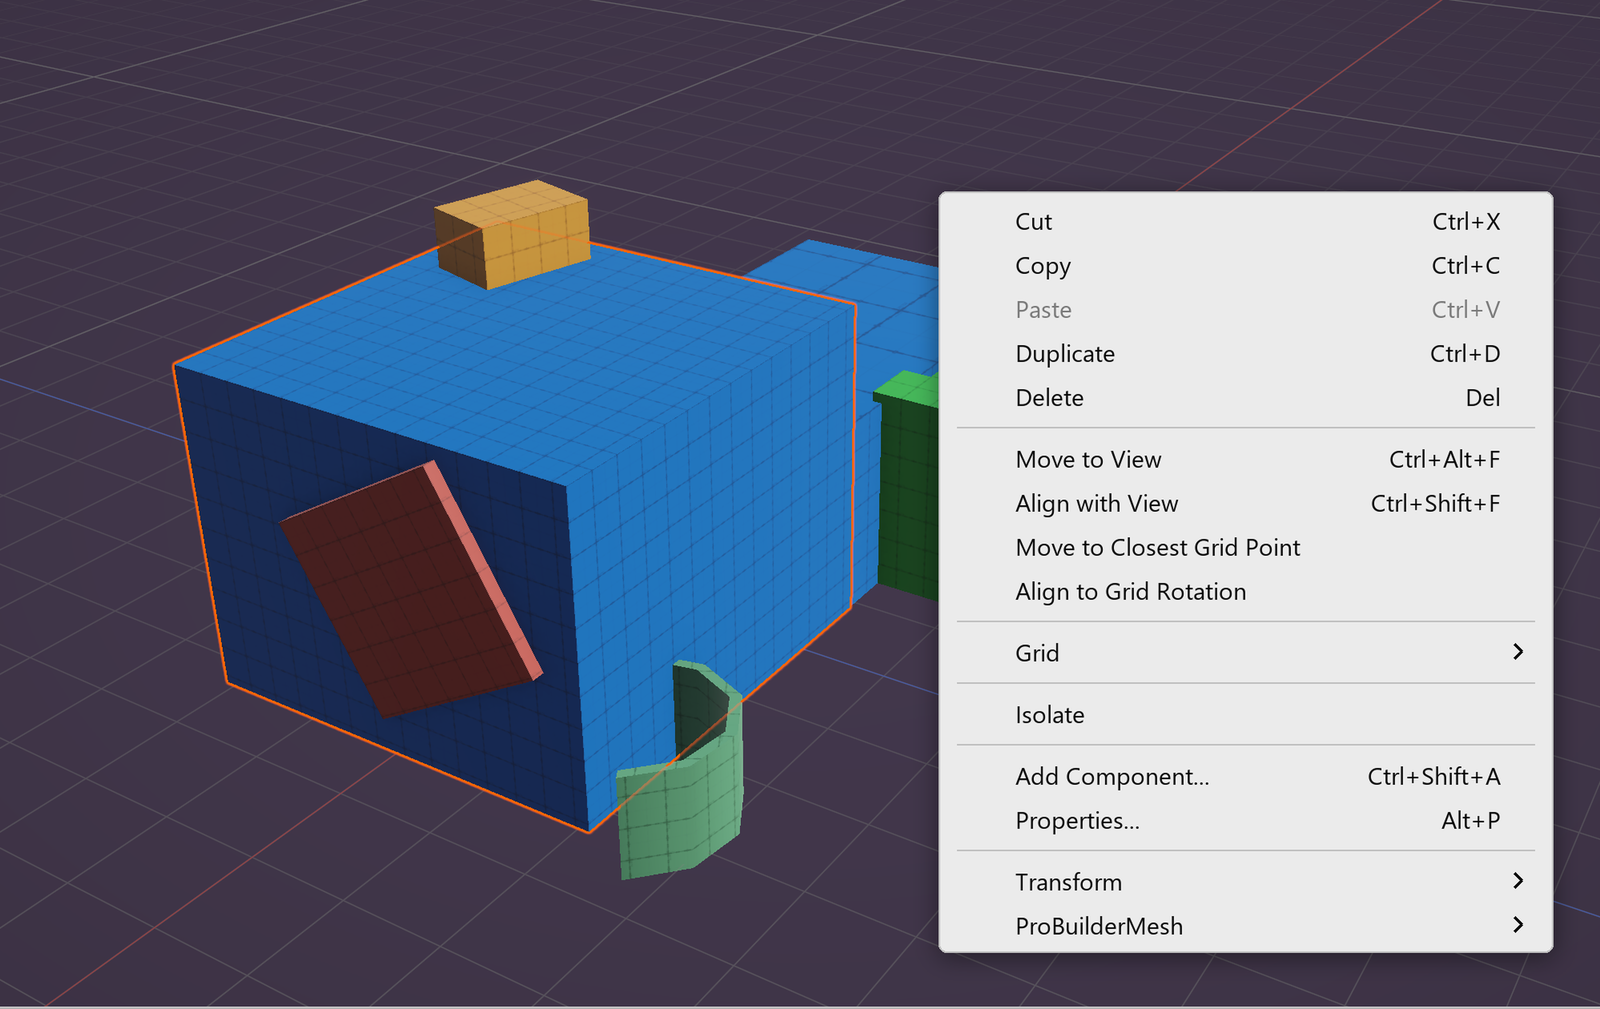 Cut Ctrl+X
Copy Ctrl+C
Paste Ctrl+V
Duplicate Ctrl+D
Delete Del
Move to View Ctrl+Alt+F
Align with View Ctrl+Shift+F
Move to Closest Grid Point
Align to Grid Rotation
Grid
Isolate
Add Component... Ctrl+Shift+A
Properties... Alt+P
Transform
ProBuilderMesh